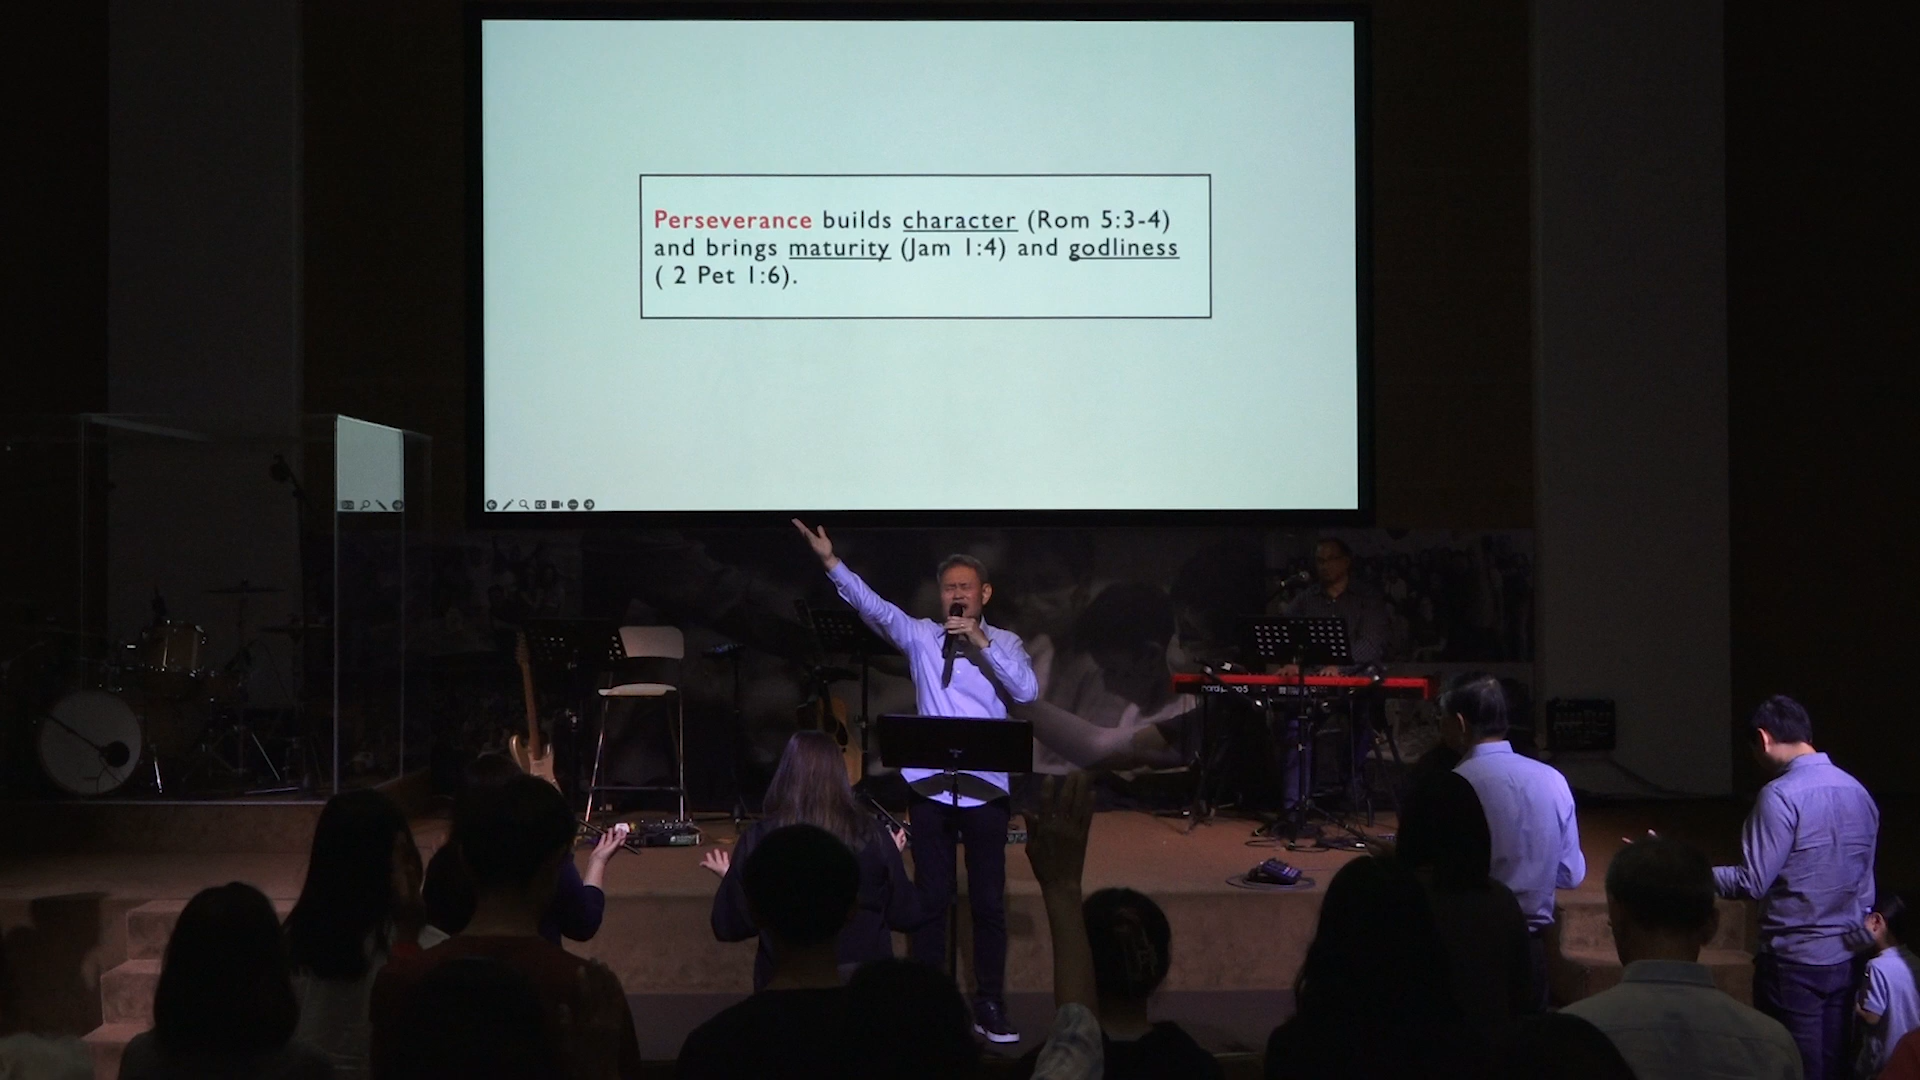 Perseverance builds character (Rom 5:3-4)
and brings maturity (Jam 1:4) and godliness
( 2 Pet 1:6).